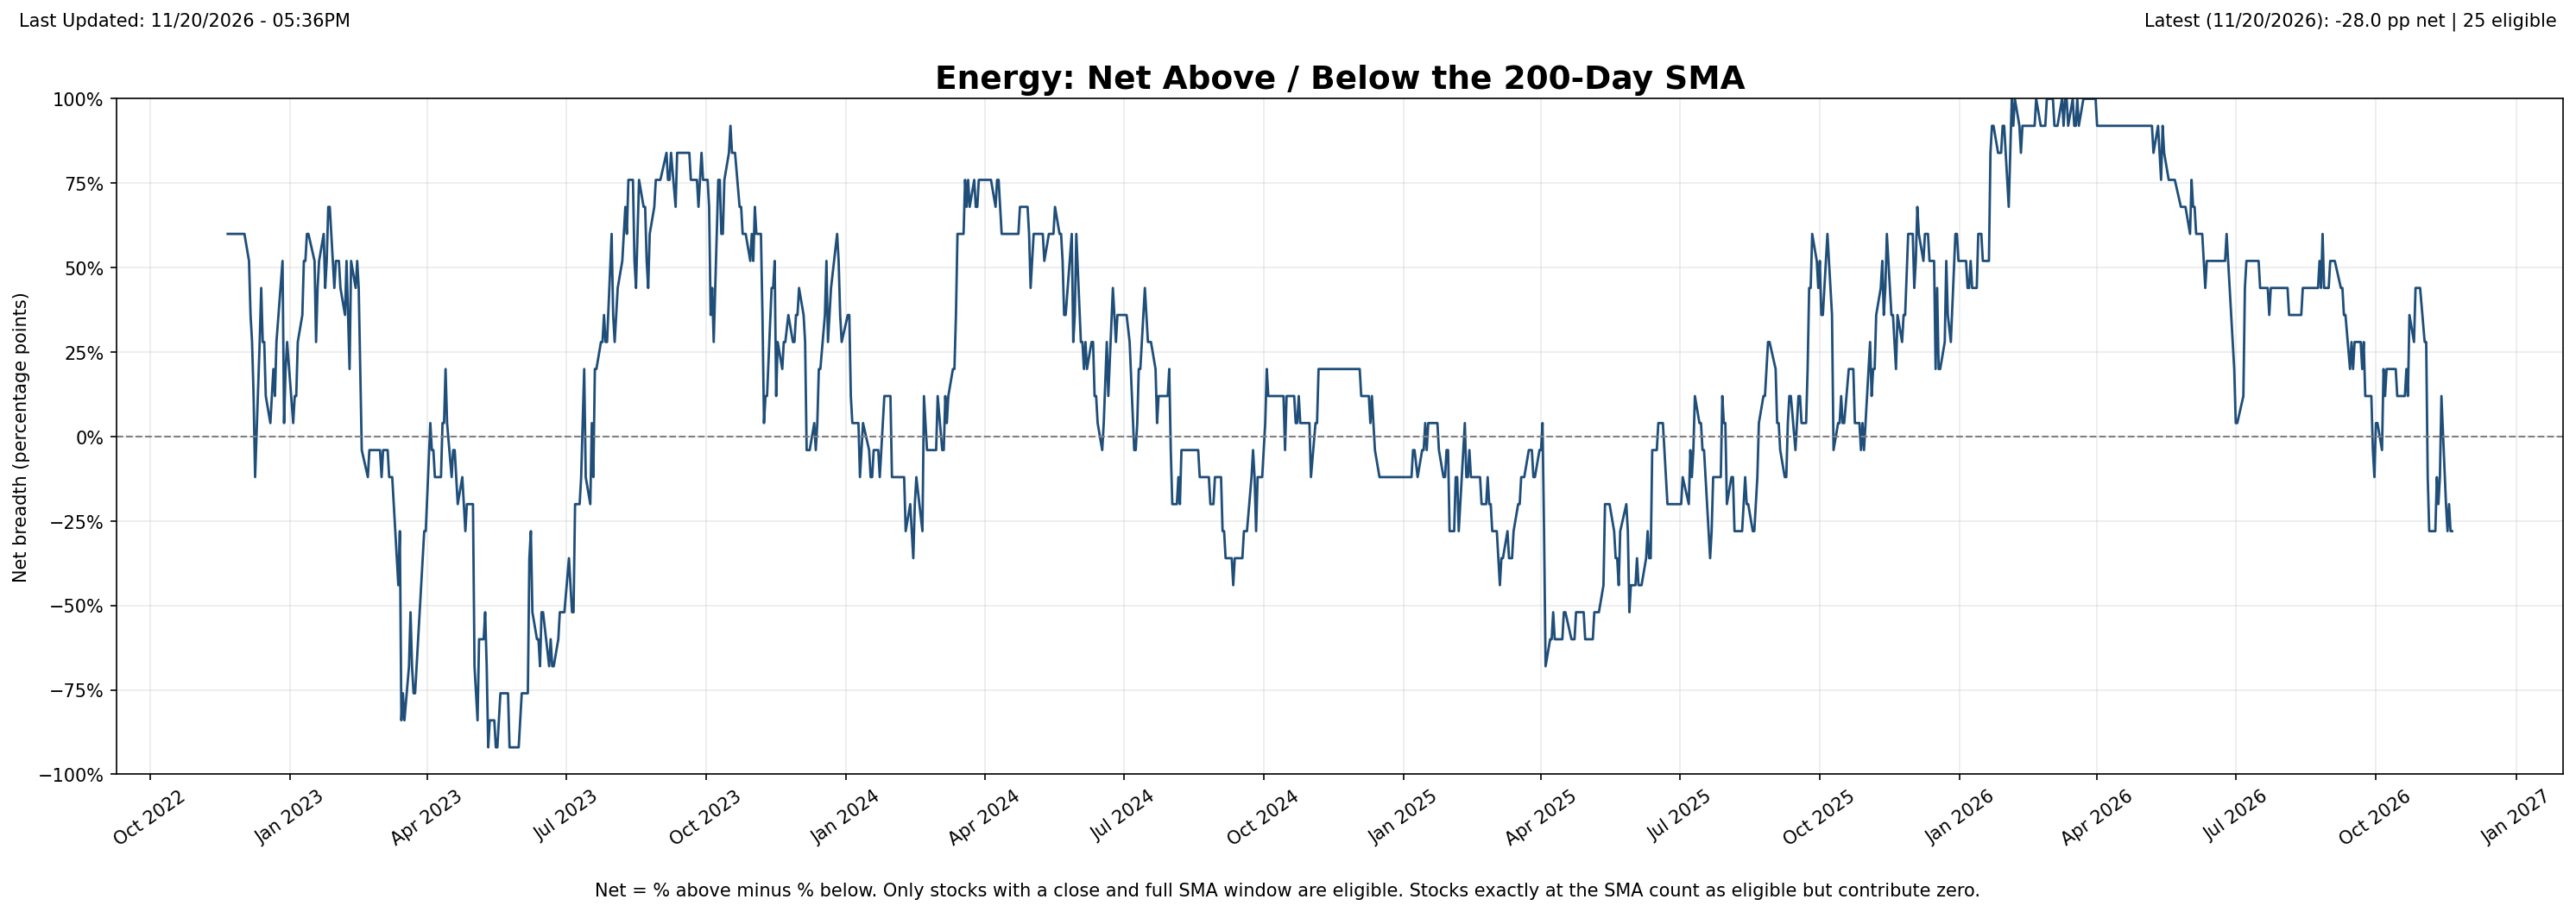 Last Updated: 11/20/2026 - 05:36PM
Latest (11/20/2026): -28.0 pp net | 25 eligible
Energy: Net Above / Below the 200-Day SMA
Net breadth (percentage points)
100%
75%
50%
25%
0%
−25%
−50%
−75%
−100%
Oct 2022
Jan 2023
Apr 2023
Jul 2023
Oct 2023
Jan 2024
Apr 2024
Jul 2024
Oct 2024
Jan 2025
Apr 2025
Jul 2025
Oct 2025
Jan 2026
Apr 2026
Jul 2026
Oct 2026
Jan 2027
Net = % above minus % below. Only stocks with a close and full SMA window are eligible. Stocks exactly at the SMA count as eligible but contribute zero.